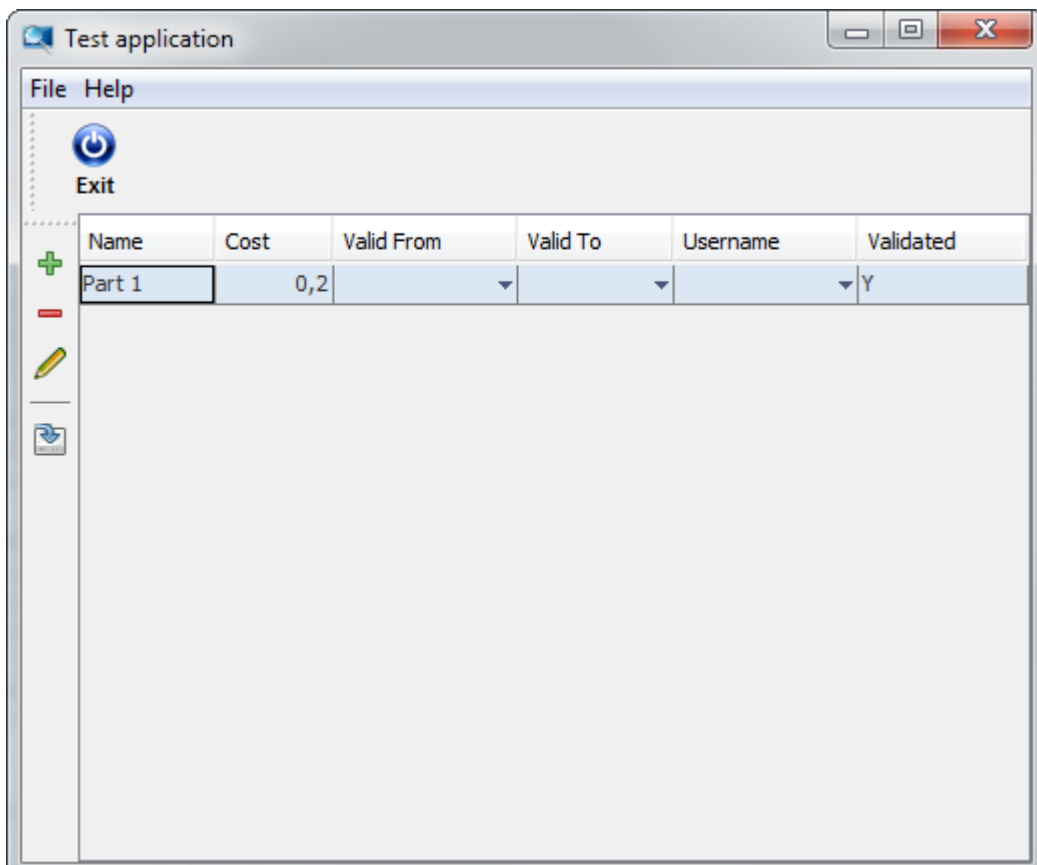 Test application
File Help
Exit
Name Cost Valid From Valid To Username Validated
Part 1 0,2 Y